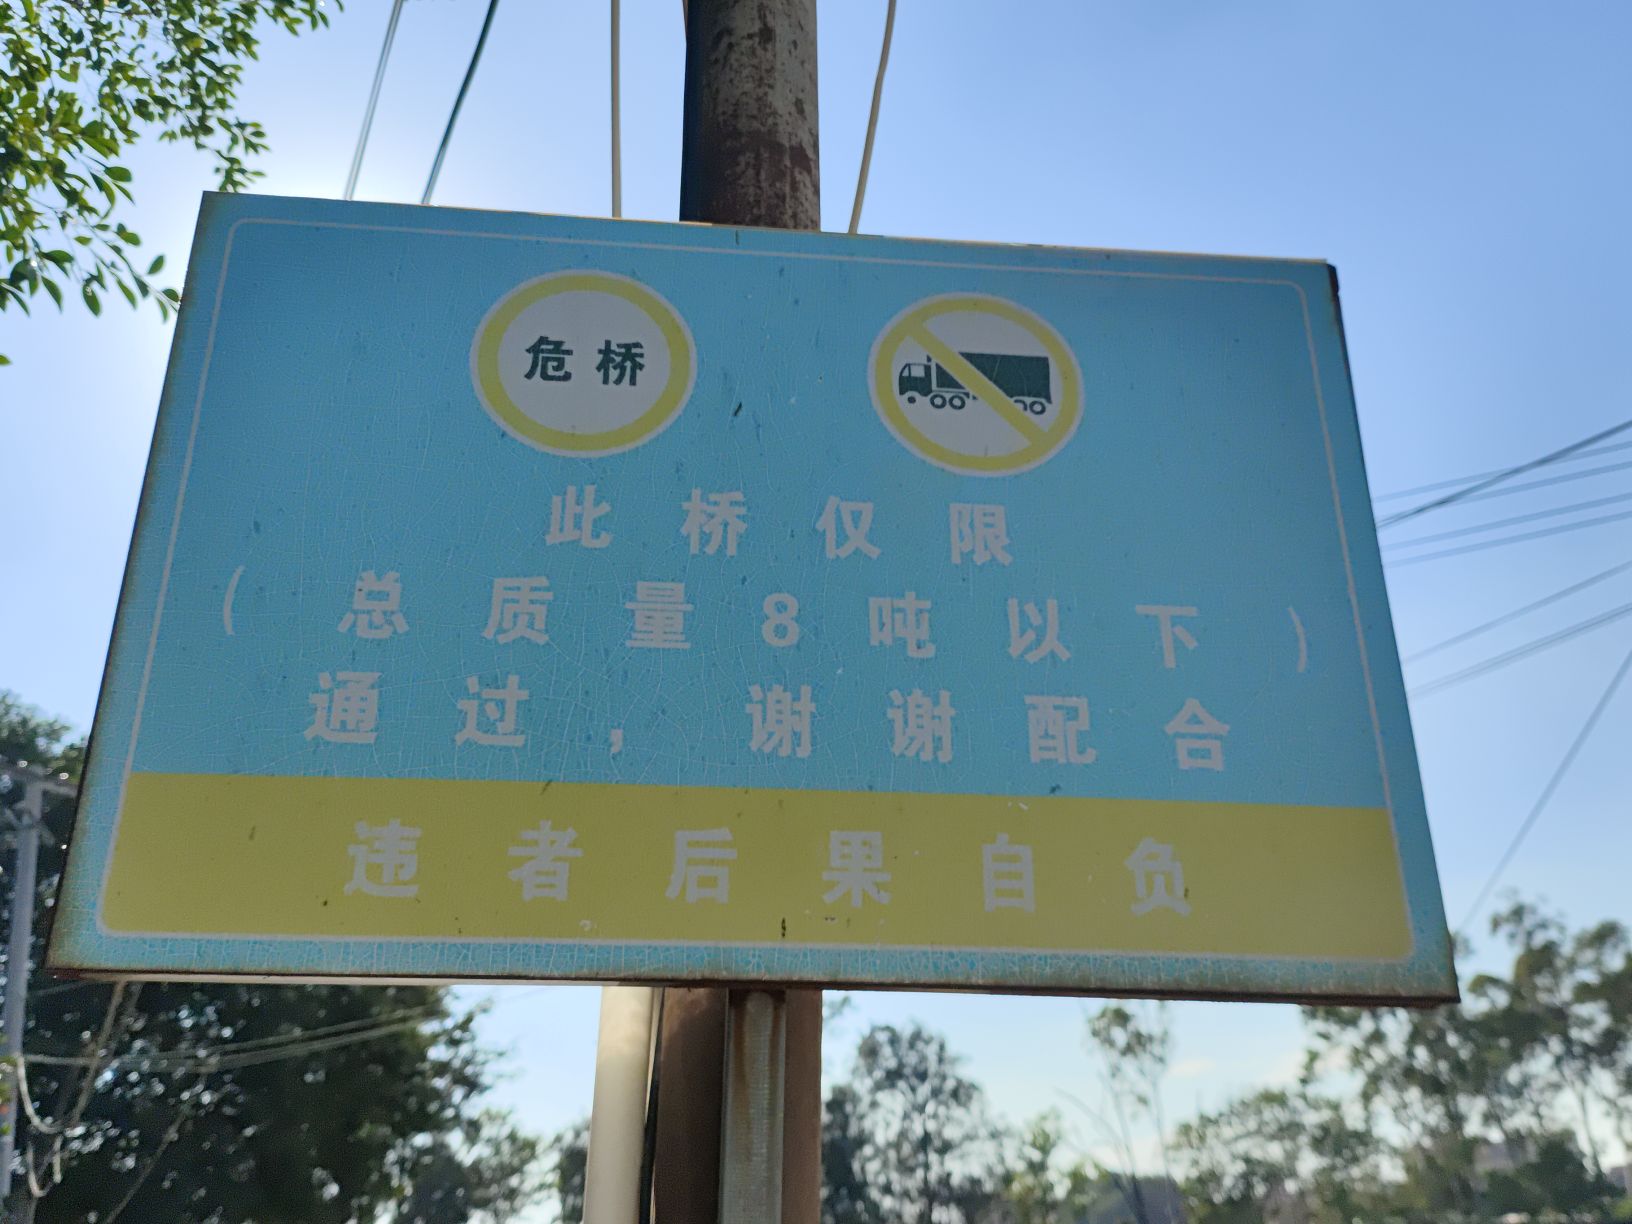 危桥
此桥仅限
（总质量8吨以下）
通过，谢谢配合
违者后果自负